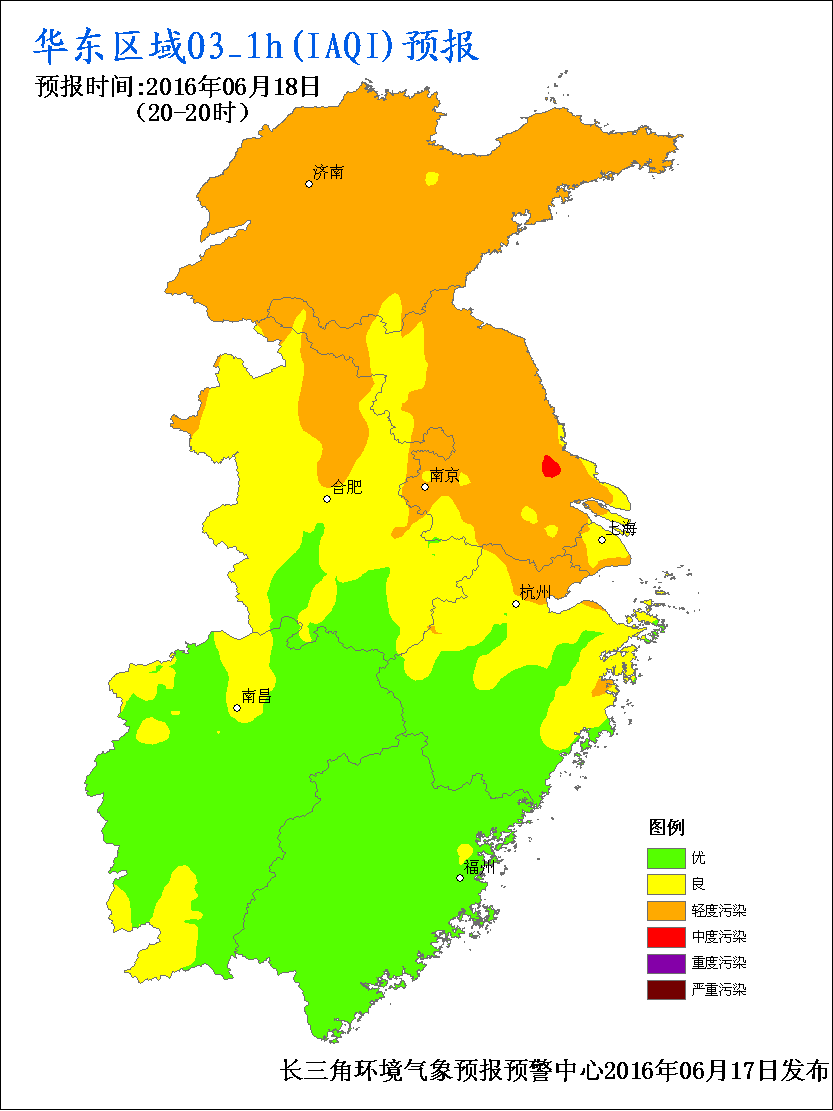 华东区域O3_1h(IAQI)预报
预报时间:2016年06月18日
(20-20时)
济南
南京
合肥
上海
杭州
南昌
福州
图例
优
良
轻度污染
中度污染
重度污染
严重污染
长三角环境气象预报预警中心2016年06月17日发布